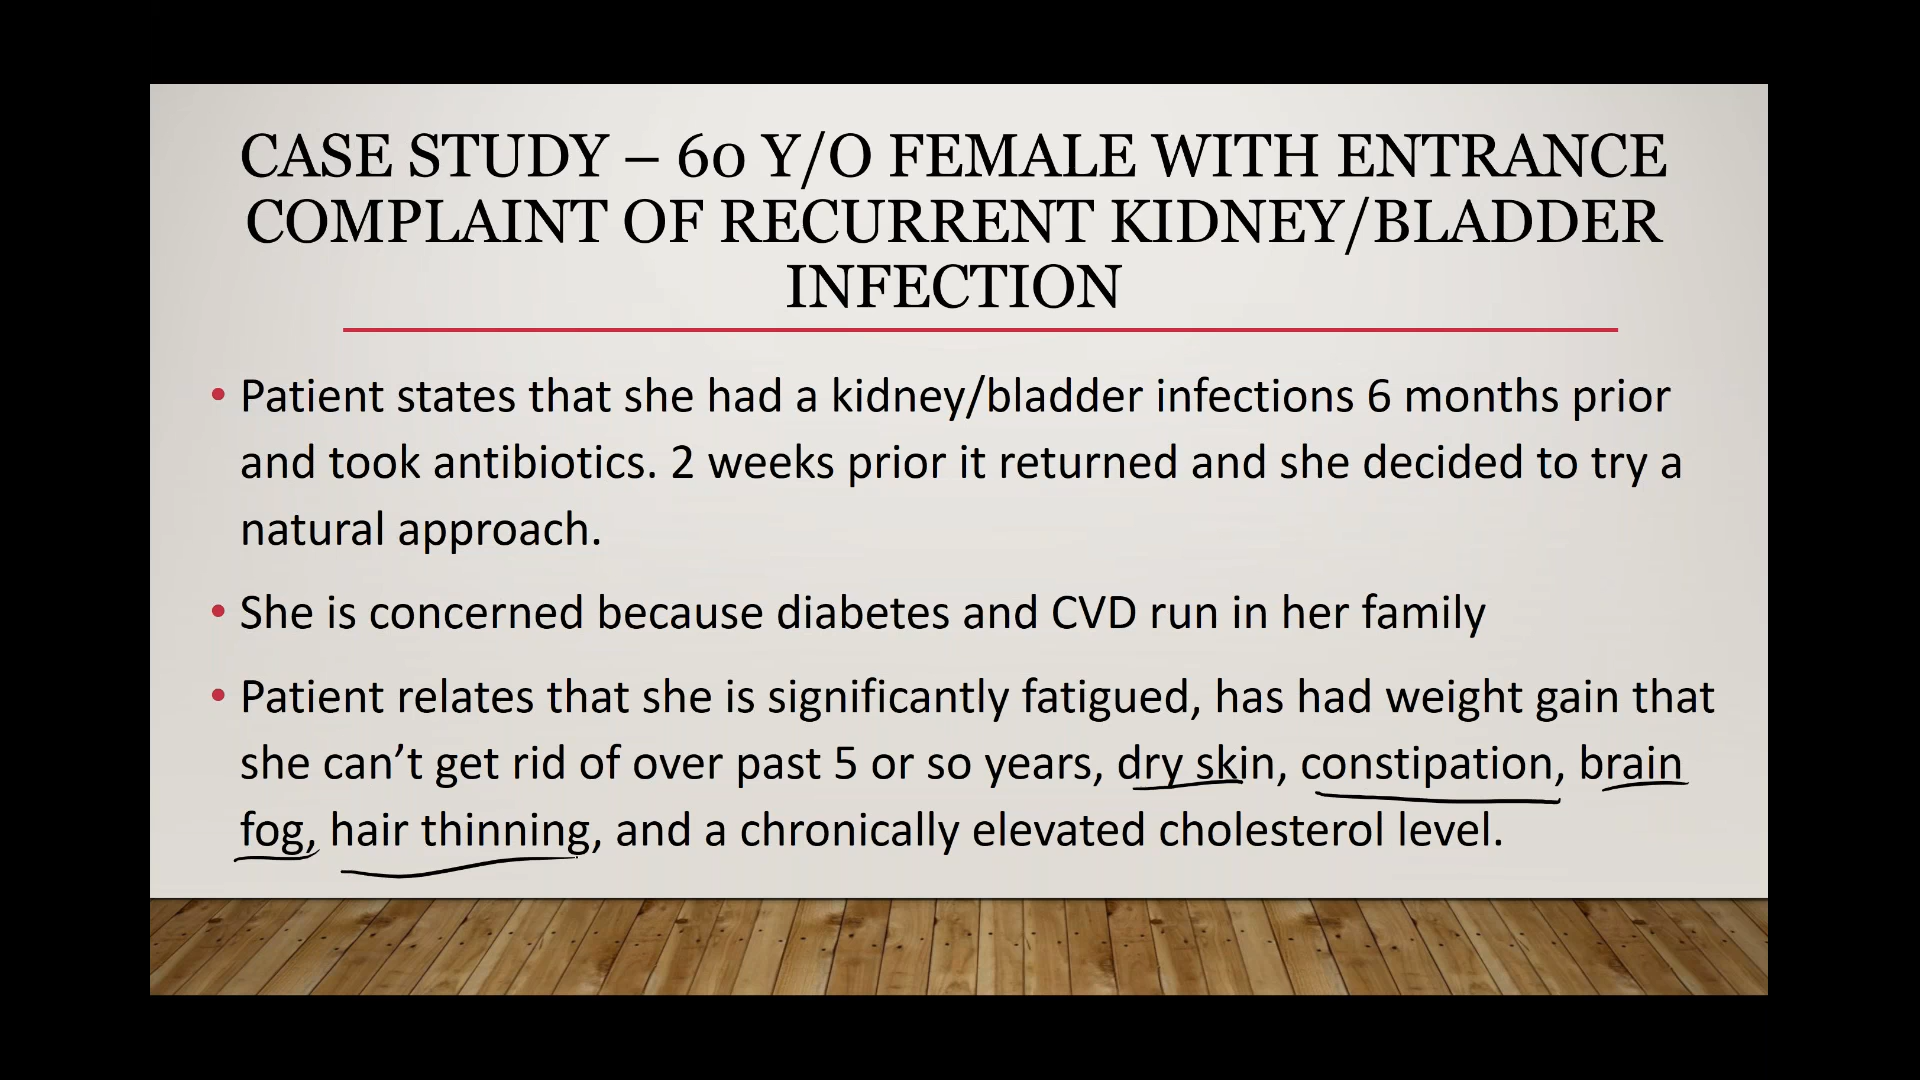 CASE STUDY – 60 Y/O FEMALE WITH ENTRANCE
COMPLAINT OF RECURRENT KIDNEY/BLADDER
INFECTION
• Patient states that she had a kidney/bladder infections 6 months prior
and took antibiotics. 2 weeks prior it returned and she decided to try a
natural approach.
• She is concerned because diabetes and CVD run in her family
• Patient relates that she is significantly fatigued, has had weight gain that
she can’t get rid of over past 5 or so years, dry skin, constipation, brain
fog, hair thinning, and a chronically elevated cholesterol level.